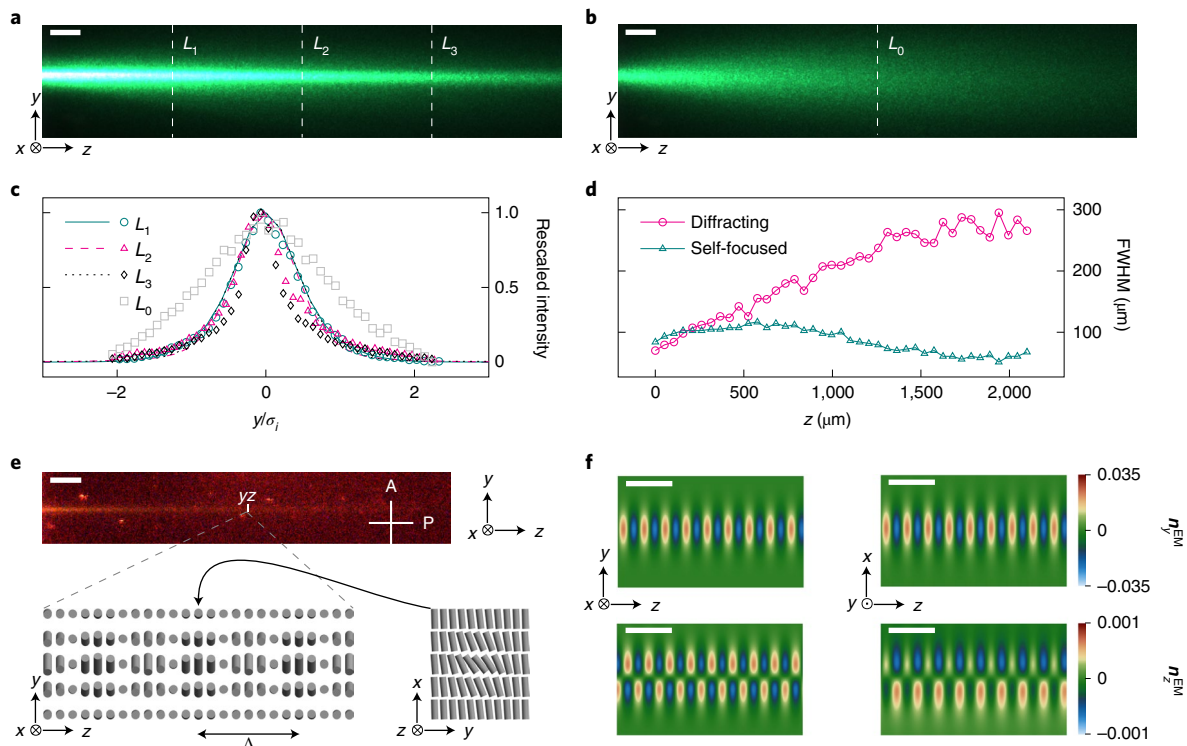 a
L1
L2
L3
y
x
z
b
L0
y
x
z
c
L1
L2
L3
L0
1.0
0.5
0
Rescaled intensity
−2
0
2
y/σi
d
Diffracting
Self-focused
300
200
100
FWHM (μm)
0
500
1,000
1,500
2,000
z (μm)
e
yz
A
P
y
x
z
y
x
z
Λ
x
z
y
f
y
x
z
x
y
z
0.035
0
−0.035
nyEM
0.001
0
−0.001
nzEM